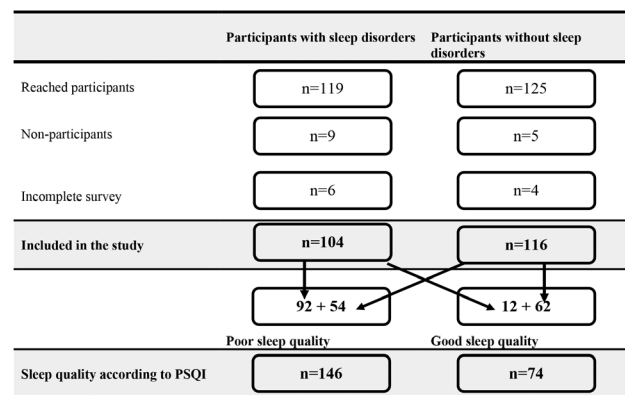 Participants with sleep disorders
Participants without sleep
disorders
Reached participants
n=119
n=125
Non-participants
n=9
n=5
Incomplete survey
n=6
n=4
Included in the study
n=104
n=116
92 + 54
12 + 62
Poor sleep quality
Good sleep quality
Sleep quality according to PSQI
n=146
n=74